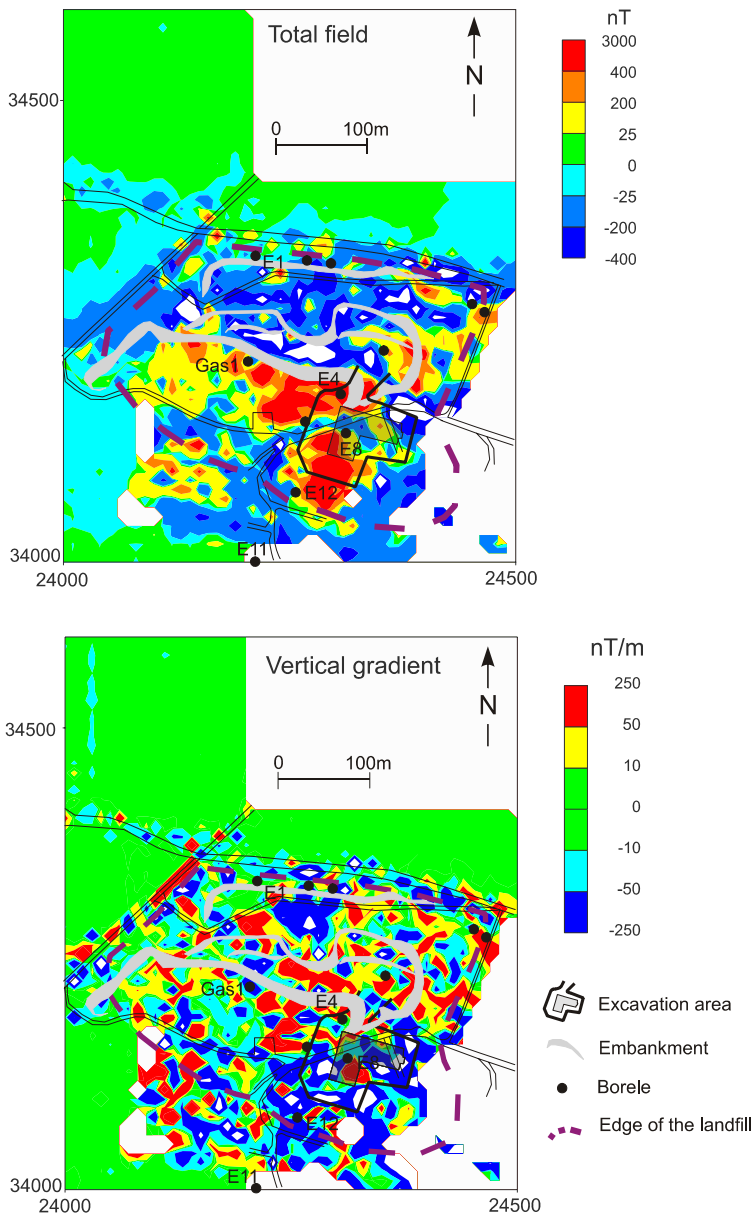 Total field
N
0 100m
nT
3000
400
200
25
0
-25
-200
-400
34500
E1
Gas1
E4
E8
E12
E11
34000
24000 24500
Vertical gradient
N
0 100m
nT/m
250
50
10
0
-10
-50
-250
34500
E1
Gas1
E4
E8
E12
E11
34000
24000 24500
Excavation area
Embankment
Borele
Edge of the landfill